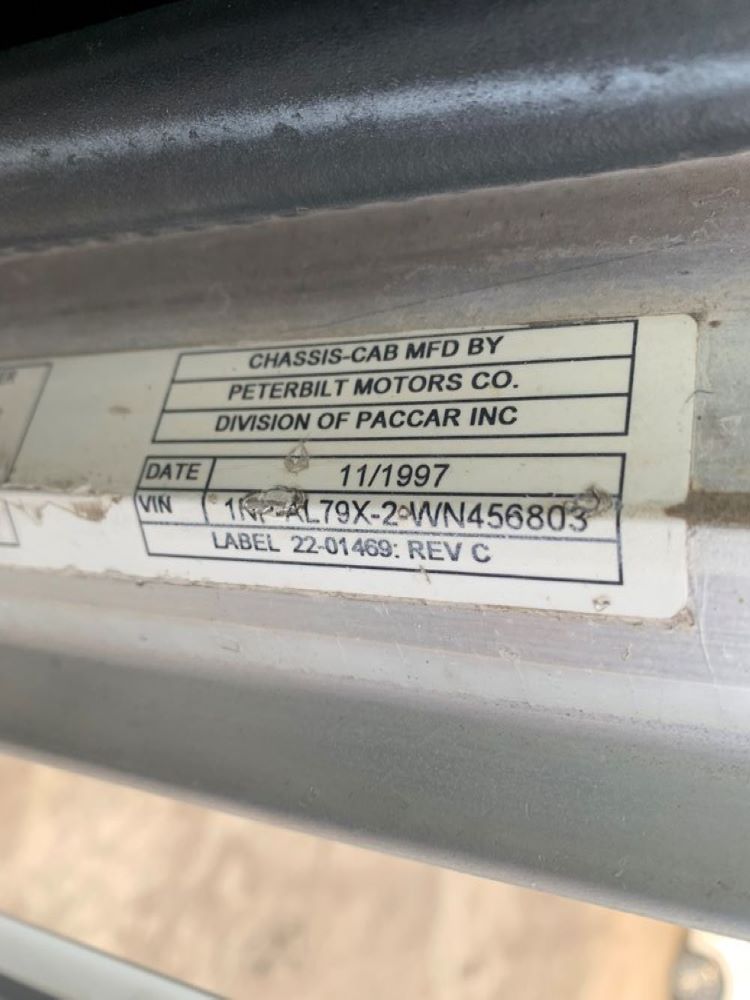 CHASSIS-CAB MFD BY
PETERBILT MOTORS CO.
DIVISION OF PACCAR INC
DATE 11/1997
VIN 1NP-AL79X-2-WN456803
LABEL 22-01469: REV C